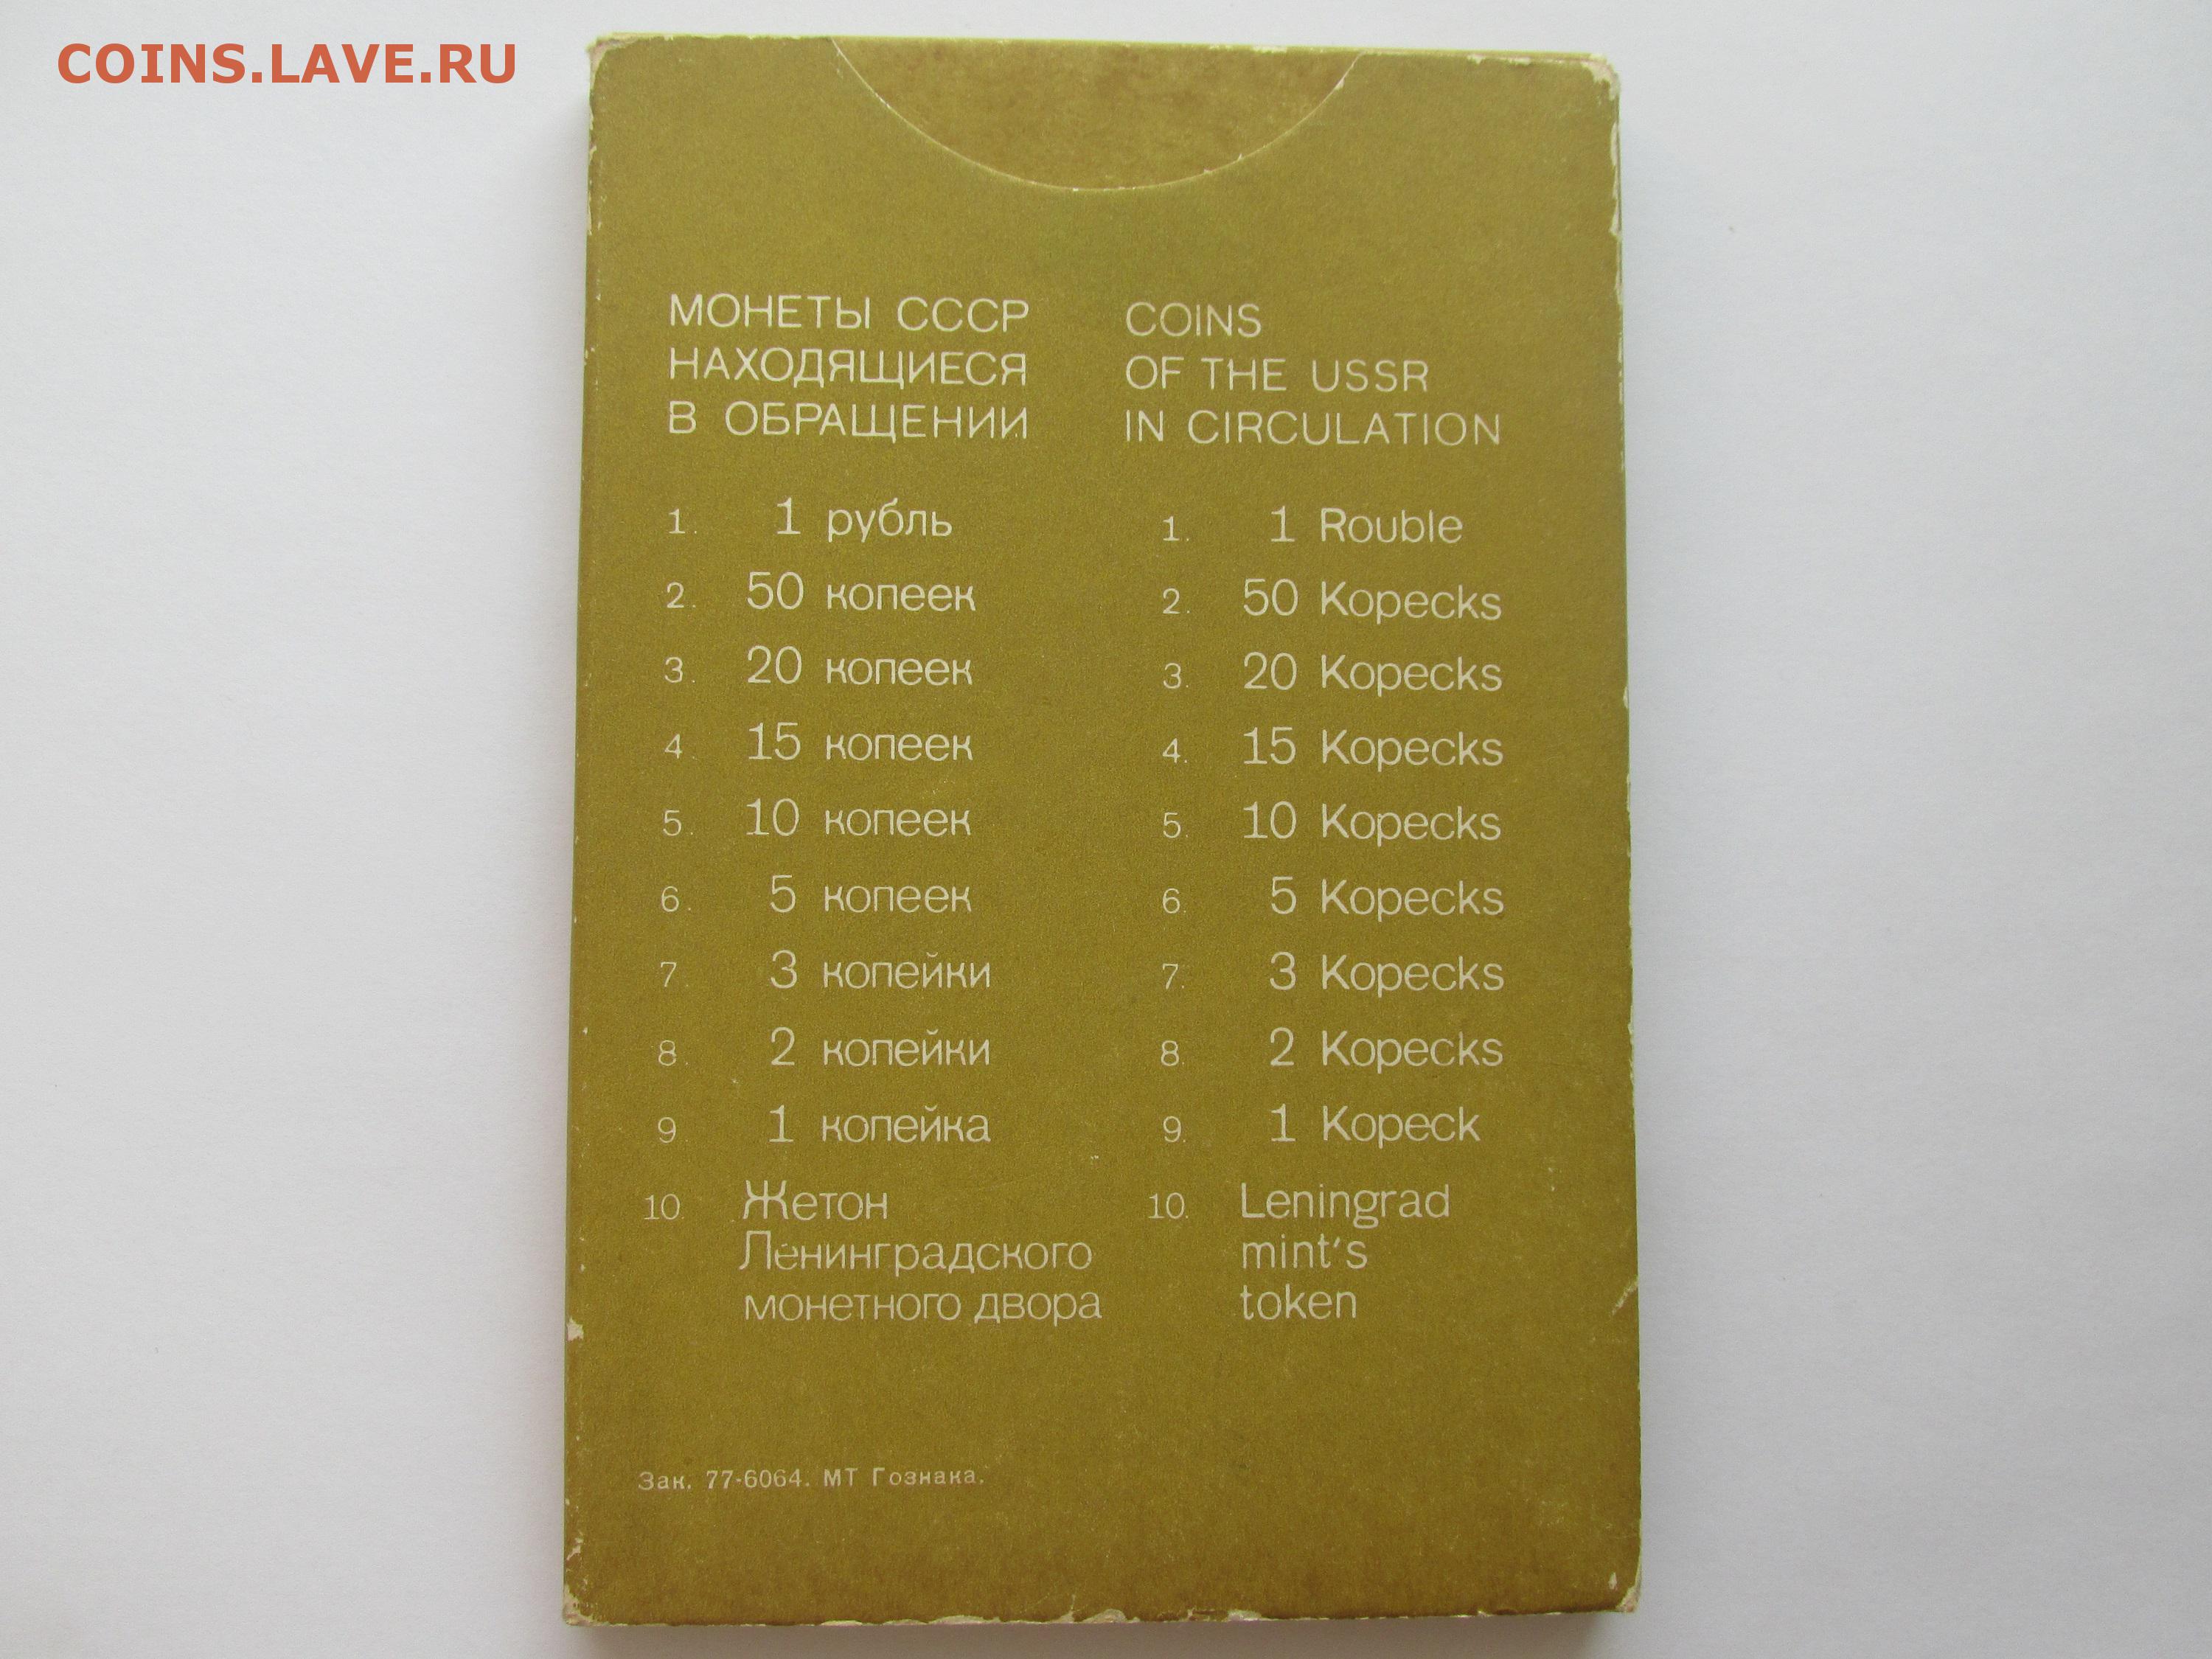 COINS.LAVE.RU
МОНЕТЫ СССР
НАХОДЯЩИЕСЯ
В ОБРАЩЕНИИ
1. 1 рубль
2. 50 копеек
3. 20 копеек
4. 15 копеек
5. 10 копеек
6. 5 копеек
7. 3 копейки
8. 2 копейки
9. 1 копейка
10. Жетон
Ленинградского
монетного двора
COINS
OF THE USSR
IN CIRCULATION
1. 1 Rouble
2. 50 Kopecks
3. 20 Kopecks
4. 15 Kopecks
5. 10 Kopecks
6. 5 Kopecks
7. 3 Kopecks
8. 2 Kopecks
9. 1 Kopeck
10. Leningrad
mint's
token
Зак. 77-6064. МТ Гознака.